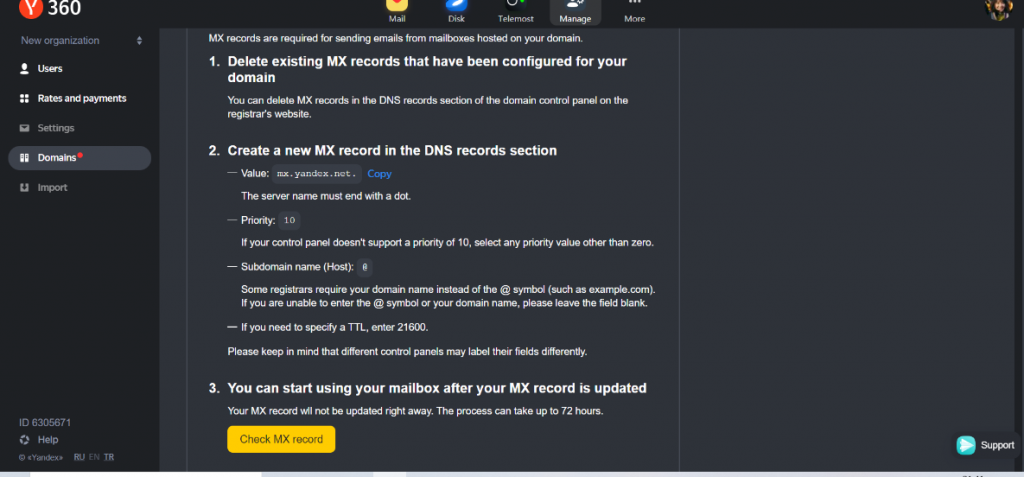 Y 360
Mail
Disk
Telemost
Manage
More
New organization
Users
Rates and payments
Settings
Domains
Import
MX records are required for sending emails from mailboxes hosted on your domain.
1. Delete existing MX records that have been configured for your
domain
You can delete MX records in the DNS records section of the domain control panel on the
registrar's website.
2. Create a new MX record in the DNS records section
— Value: mx.yandex.net. Copy
The server name must end with a dot.
— Priority: 10
If your control panel doesn't support a priority of 10, select any priority value other than zero.
— Subdomain name (Host): @
Some registrars require your domain name instead of the @ symbol (such as example.com).
If you are unable to enter the @ symbol or your domain name, please leave the field blank.
— If you need to specify a TTL, enter 21600.
Please keep in mind that different control panels may label their fields differently.
3. You can start using your mailbox after your MX record is updated
Your MX record wll not be updated right away. The process can take up to 72 hours.
Check MX record
ID 6305671
Help
© «Yandex» RU EN TR
Support